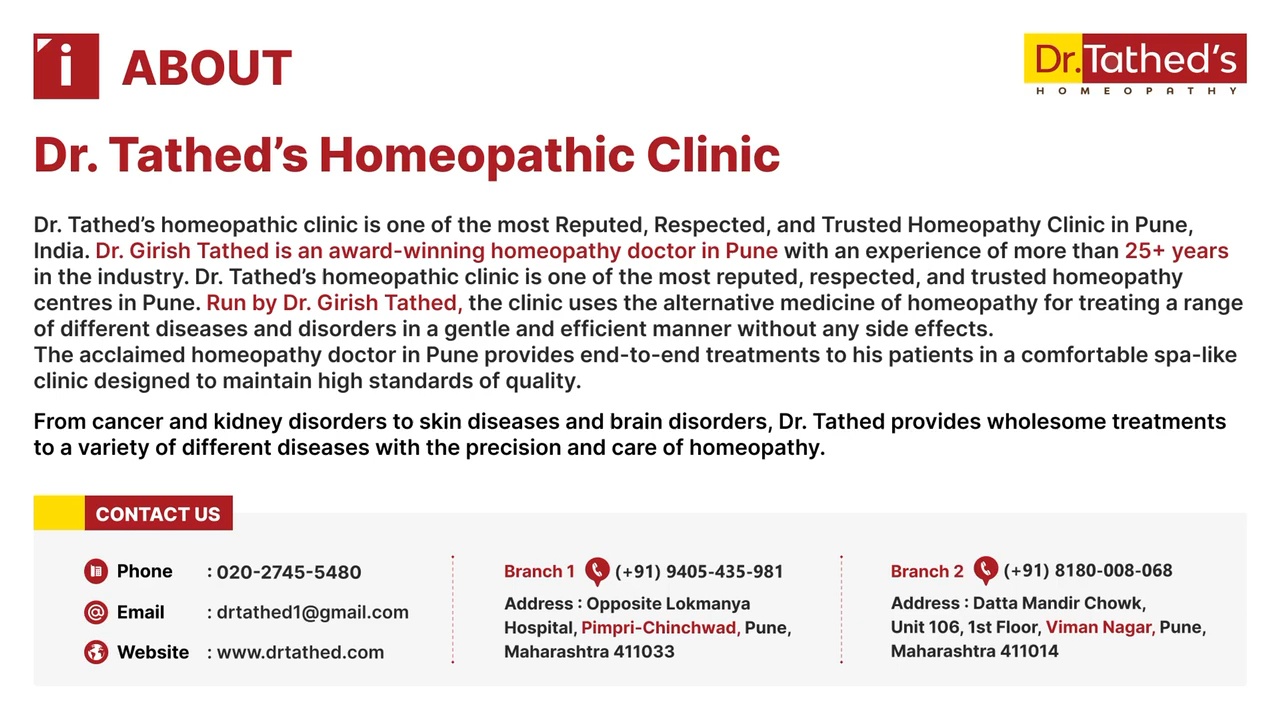 i ABOUT
Dr.Tathed's
HOMEOPATHY
Dr. Tathed's Homeopathic Clinic
Dr. Tathed's homeopathic clinic is one of the most Reputed, Respected, and Trusted Homeopathy Clinic in Pune,
India. Dr. Girish Tathed is an award-winning homeopathy doctor in Pune with an experience of more than 25+ years
in the industry. Dr. Tathed's homeopathic clinic is one of the most reputed, respected, and trusted homeopathy
centres in Pune. Run by Dr. Girish Tathed, the clinic uses the alternative medicine of homeopathy for treating a range
of different diseases and disorders in a gentle and efficient manner without any side effects.
The acclaimed homeopathy doctor in Pune provides end-to-end treatments to his patients in a comfortable spa-like
clinic designed to maintain high standards of quality.
From cancer and kidney disorders to skin diseases and brain disorders, Dr. Tathed provides wholesome treatments
to a variety of different diseases with the precision and care of homeopathy.
CONTACT US
Phone : 020-2745-5480
Email : drtathed1@gmail.com
Website : www.drtathed.com
Branch 1 (+91) 9405-435-981
Address : Opposite Lokmanya
Hospital, Pimpri-Chinchwad, Pune,
Maharashtra 411033
Branch 2 (+91) 8180-008-068
Address : Datta Mandir Chowk,
Unit 106, 1st Floor, Viman Nagar, Pune,
Maharashtra 411014